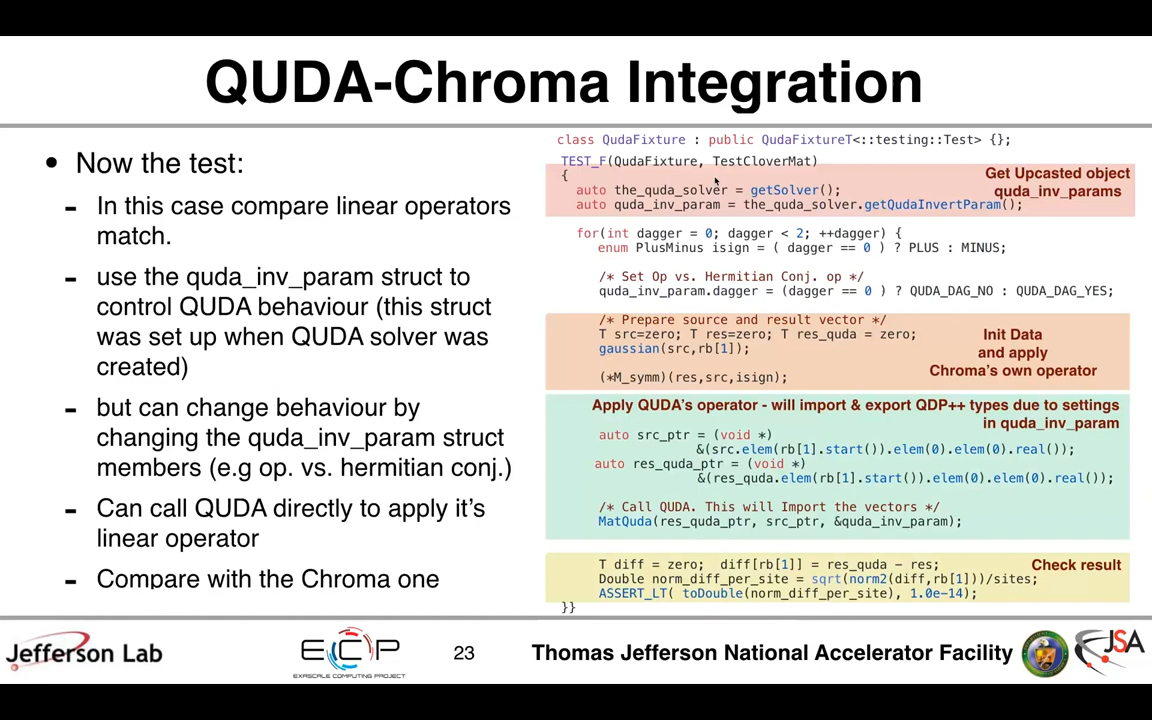 QUDA-Chroma Integration
• Now the test:
- In this case compare linear operators
match.
- use the quda_inv_param struct to
control QUDA behaviour (this struct
was set up when QUDA solver was
created)
- but can change behaviour by
changing the quda_inv_param struct
members (e.g op. vs. hermitian conj.)
- Can call QUDA directly to apply it's
linear operator
- Compare with the Chroma one
class QudaFixture : public QudaFixtureT<::testing::Test> {};
TEST_F(QudaFixture, TestCloverMat)
{
auto the_quda_solver = getSolver();
auto quda_inv_param = the_quda_solver.getQudaInvertParam();
Get Upcasted object
quda_inv_params
for(int dagger = 0; dagger < 2; ++dagger) {
enum PlusMinus isign = ( dagger == 0 ) ? PLUS : MINUS;
/* Set Op vs. Hermitian Conj. op */
quda_inv_param.dagger = (dagger == 0 ) ? QUDA_DAG_NO : QUDA_DAG_YES;
/* Prepare source and result vector */
T src=zero; T res=zero; T res_quda = zero;
gaussian(src,rb[1]);
(*M_symm)(res,src,isign);
Init Data
and apply
Chroma's own operator
Apply QUDA's operator - will import & export QDP++ types due to settings
in quda_inv_param
auto src_ptr = (void *)
&(src.elem(rb[1].start()).elem(0).elem(0).real());
auto res_quda_ptr = (void *)
&(res_quda.elem(rb[1].start()).elem(0).elem(0).real());
/* Call QUDA. This will Import the vectors */
MatQuda(res_quda_ptr, src_ptr, &quda_inv_param);
T diff = zero; diff[rb[1]] = res_quda - res;
Double norm_diff_per_site = sqrt(norm2(diff,rb[1]))/sites;
ASSERT_LT( toDouble(norm_diff_per_site), 1.0e-14);
Check result
}}
Jefferson Lab
ECP
EXASCALE COMPUTING PROJECT
23
Thomas Jefferson National Accelerator Facility
JSA